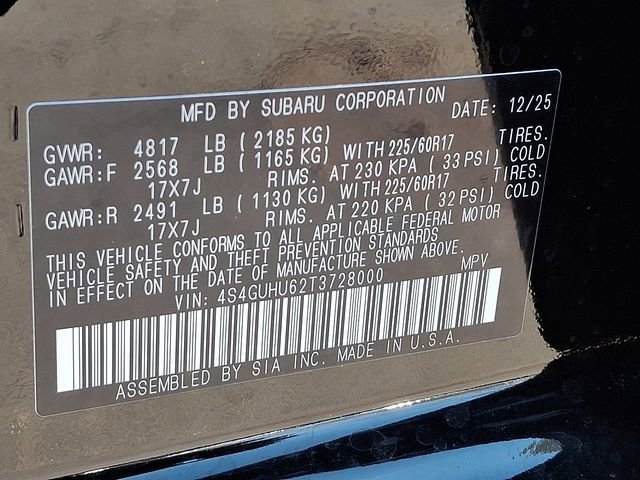 MFD BY SUBARU CORPORATION DATE: 12/25
GVWR: 4817 LB ( 2185 KG)
GAWR:F 2568 LB ( 1165 KG) WITH 225/60R17 TIRES.
17X7J RIMS. AT 230 KPA ( 33 PSI) COLD
GAWR:R 2491 LB ( 1130 KG) WITH 225/60R17 TIRES.
17X7J RIMS. AT 220 KPA ( 32 PSI) COLD
THIS VEHICLE CONFORMS TO ALL APPLICABLE FEDERAL MOTOR
VEHICLE SAFETY AND THEFT PREVENTION STANDARDS
IN EFFECT ON THE DATE OF MANUFACTURE SHOWN ABOVE.
VIN: 4S4GUHU62T3728000 MPV
ASSEMBLED BY SIA INC. MADE IN U.S.A.